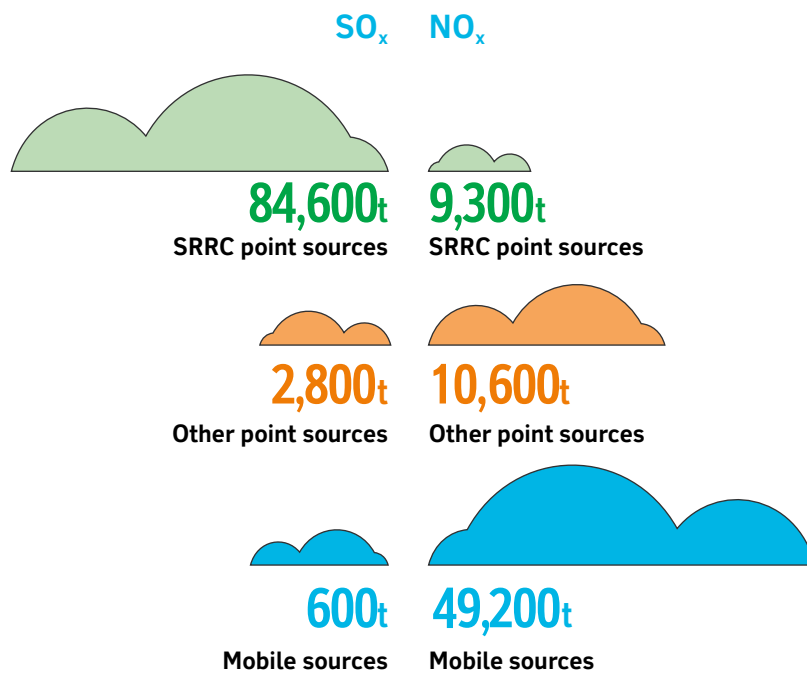 SOx NOx
84,600t 9,300t
SRRC point sources SRRC point sources
2,800t 10,600t
Other point sources Other point sources
600t 49,200t
Mobile sources Mobile sources